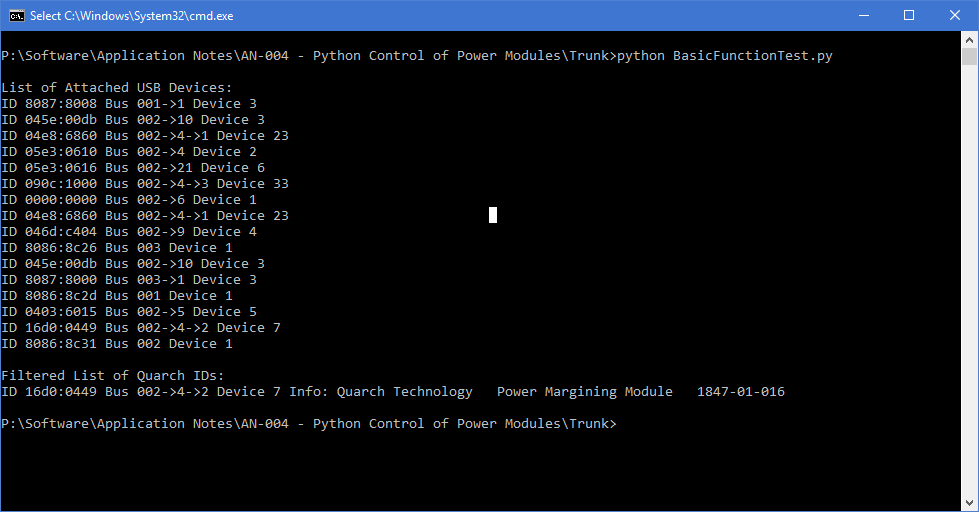 Select C:\Windows\System32\cmd.exe
P:\Software\Application Notes\AN-004 - Python Control of Power Modules\Trunk>python BasicFunctionTest.py
List of Attached USB Devices:
ID 8087:8008 Bus 001->1 Device 3
ID 045e:00db Bus 002->10 Device 3
ID 04e8:6860 Bus 002->4->1 Device 23
ID 05e3:0610 Bus 002->4 Device 2
ID 05e3:0616 Bus 002->21 Device 6
ID 090c:1000 Bus 002->4->3 Device 33
ID 0000:0000 Bus 002->6 Device 1
ID 04e8:6860 Bus 002->4->1 Device 23
ID 046d:c404 Bus 002->9 Device 4
ID 8086:8c26 Bus 003 Device 1
ID 045e:00db Bus 002->10 Device 3
ID 8087:8000 Bus 003->1 Device 3
ID 8086:8c2d Bus 001 Device 1
ID 0403:6015 Bus 002->5 Device 5
ID 16d0:0449 Bus 002->4->2 Device 7
ID 8086:8c31 Bus 002 Device 1
Filtered List of Quarch IDs:
ID 16d0:0449 Bus 002->4->2 Device 7 Info: Quarch Technology   Power Margining Module   1847-01-016
P:\Software\Application Notes\AN-004 - Python Control of Power Modules\Trunk>